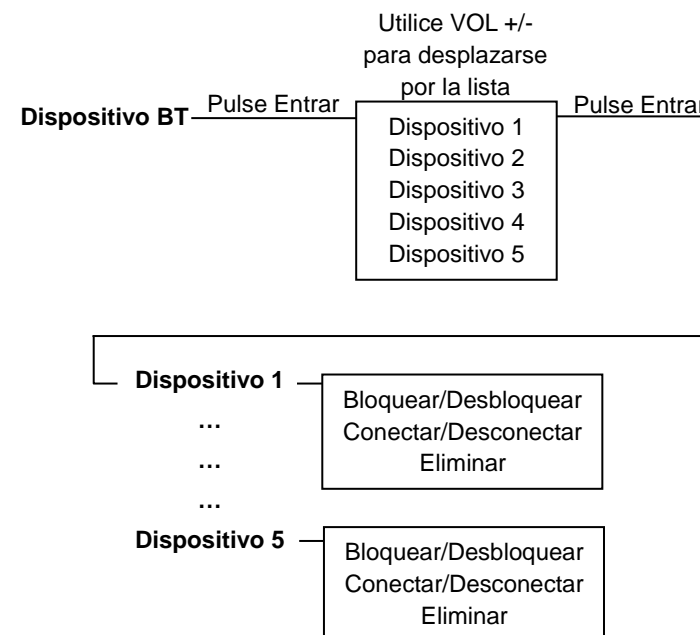 Utilice VOL +/-
para desplazarse
por la lista
Dispositivo BT
Pulse Entrar
Pulse Entrar
Dispositivo 1
Dispositivo 2
Dispositivo 3
Dispositivo 4
Dispositivo 5
Dispositivo 1
Bloquear/Desbloquear
Conectar/Desconectar
Eliminar
...
...
...
Dispositivo 5
Bloquear/Desbloquear
Conectar/Desconectar
Eliminar